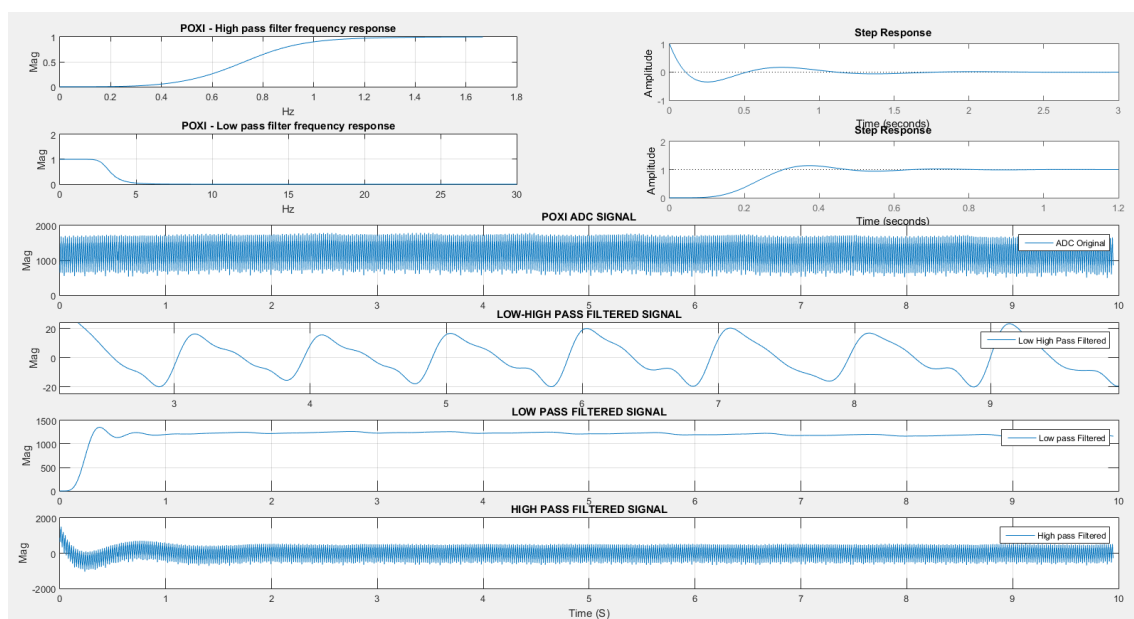 POXI - High pass filter frequency response
Mag
1
0.5
0
0 0.2 0.4 0.6 0.8 1 1.2 1.4 1.6 1.8
Hz
Step Response
Amplitude
1
0
-1
0 0.5 1 1.5 2 2.5 3
Time (seconds)
POXI - Low pass filter frequency response
Mag
2
1
0
0 5 10 15 20 25 30
Hz
Step Response
Amplitude
2
1
0
0 0.2 0.4 0.6 0.8 1 1.2
Time (seconds)
POXI ADC SIGNAL
Mag
2000
1000
0
ADC Original
0 1 2 3 4 5 6 7 8 9 10
LOW-HIGH PASS FILTERED SIGNAL
Mag
20
0
-20
Low High Pass Filtered
3 4 5 6 7 8 9
LOW PASS FILTERED SIGNAL
Mag
1500
1000
500
0
Low pass Filtered
0 1 2 3 4 5 6 7 8 9 10
HIGH PASS FILTERED SIGNAL
Mag
2000
0
-2000
High pass Filtered
0 1 2 3 4 5 6 7 8 9 10
Time (S)